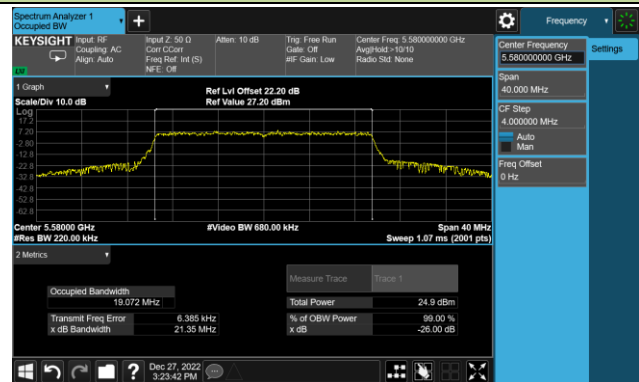 Spectrum Analyzer 1
Occupied BW
+
Frequency
KEYSIGHT
Input: RF
Coupling: AC
Align: Auto
Input Z: 50 Ω
Corr CCorr
Freq Ref: Int (S)
NFE: Off
Atten: 10 dB
Trig: Free Run
Gate: Off
#IF Gain: Low
Center Freq: 5.580000000 GHz
Avg|Hold:>10/10
Radio Std: None
LW
1 Graph
Scale/Div 10.0 dB
Ref Lvl Offset 22.20 dB
Ref Value 27.20 dBm
Log
17.2
7.20
-2.80
-12.8
-22.8
-32.8
-42.8
-52.8
-62.8
Center 5.58000 GHz
#Res BW 220.00 kHz
#Video BW 680.00 kHz
Span 40 MHz
Sweep 1.07 ms (2001 pts)
2 Metrics
Measure Trace
Trace 1
Occupied Bandwidth
19.072 MHz
Total Power
24.9 dBm
Transmit Freq Error
6.385 kHz
% of OBW Power
99.00 %
x dB Bandwidth
21.35 MHz
x dB
-26.00 dB
Center Frequency
5.580000000 GHz
Settings
Span
40.000 MHz
CF Step
4.000000 MHz
Auto
Man
Freq Offset
0 Hz
?
Dec 27, 2022
3:23:42 PM